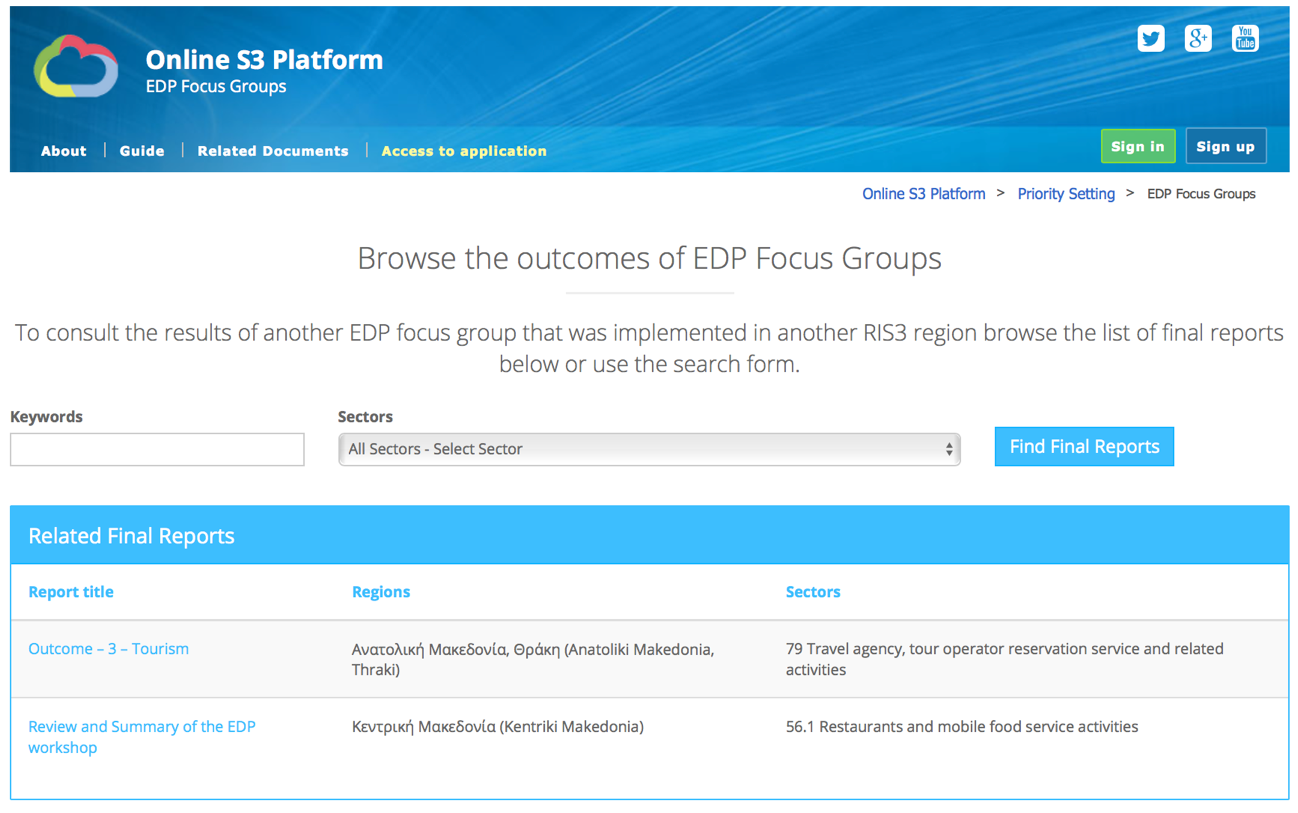 Online S3 Platform
EDP Focus Groups
g+
You
Tube
About | Guide | Related Documents | Access to application
Sign in
Sign up
Online S3 Platform > Priority Setting > EDP Focus Groups
Browse the outcomes of EDP Focus Groups
To consult the results of another EDP focus group that was implemented in another RIS3 region browse the list of final reports
below or use the search form.
Keywords
Sectors
All Sectors - Select Sector
Find Final Reports
Related Final Reports
Report title
Regions
Sectors
Outcome – 3 – Tourism
Ανατολική Μακεδονία, Θράκη (Anatoliki Makedonia,
Thraki)
79 Travel agency, tour operator reservation service and related
activities
Review and Summary of the EDP
workshop
Κεντρική Μακεδονία (Kentriki Makedonia)
56.1 Restaurants and mobile food service activities